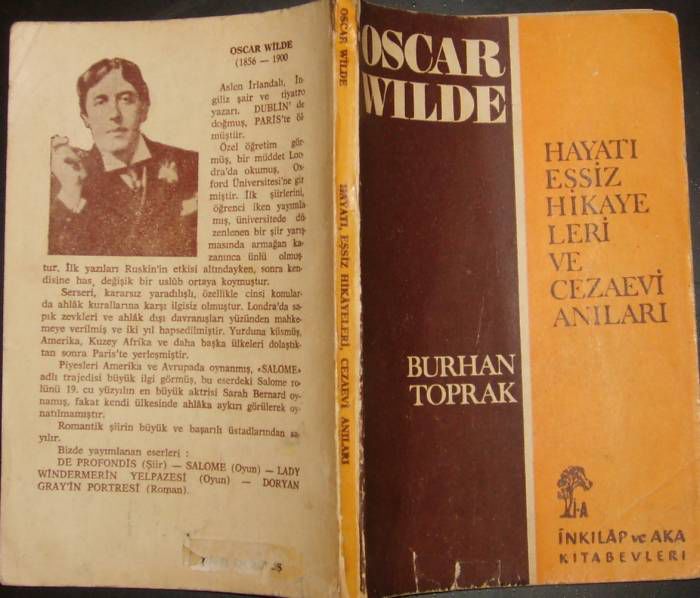 OSCAR WİLDE
(1856 — 1900
Aslen İrlandalı, İn-
giliz şair ve tiyatro
yazarı, DUBLİN' de
doğmuş, PARİS'te öl
müştür.
Özel öğretim gör-
müş, bir müddet Lon
dra'da okumuş, Ox-
ford Üniversitesi'ne gir
miştir. İlk şiirlerini,
öğrenci iken yayımla
mış, üniversitede dü
zenlenen bir şiir yarış
masında armağan ka-
zanınca ünlü olmuş-
tur. İlk yazıları Ruskin'in etkisi altındayken, sonra ken-
disine has, değişik bir uslûb ortaya koymuştur.
Serseri, kararsız yaradılışlı, özellikle cinsi konular-
da ahlâk kurallarına karşı ilgisiz olmuştur. Londra'da sa-
pık zevkleri ve ahlâk dışı davranışları yüzünden mahke-
meye verilmiş ve iki yıl hapsedilmiştir. Yurduna küsmüş,
Amerika, Kuzey Afrika ve daha başka ülkeleri dolaştık-
tan sonra Paris'te yerleşmiştir.
Piyesleri Amerika ve Avrupada oynanmış, «SALOME»
adlı trajedisi büyük ilgi görmüş, bu eserdeki Salome ro-
lünü 19. cu yüzyılın en büyük aktrisi Sarah Bernard oy-
namış, fakat kendi ülkesinde ahlâka aykırı görülerek oy-
natılmamıştır.
Romantik şiirin büyük ve başarılı üstadlarından sa-
yılır.
Bizde yayımlanan eserleri :
DE PROFONDİS (Şiir) — SALOME (Oyun) — LADY
WİNDERMERİN YELPAZESİ (Oyun) — DORYAN
GRAY'İN PORTRESİ (Roman).
OSCAR WİLDE
HAYATI, EŞSİZ HİKAYELERİ, CEZAEVİ ANILARI
OSCAR
WILDE
BURHAN
TOPRAK
HAYATI
EŞSİZ
HİKAYE
LERİ
VE
CEZAEVİ
ANILARI
İ-A
İNKILÂP ve AKA
KİTABEVLERİ